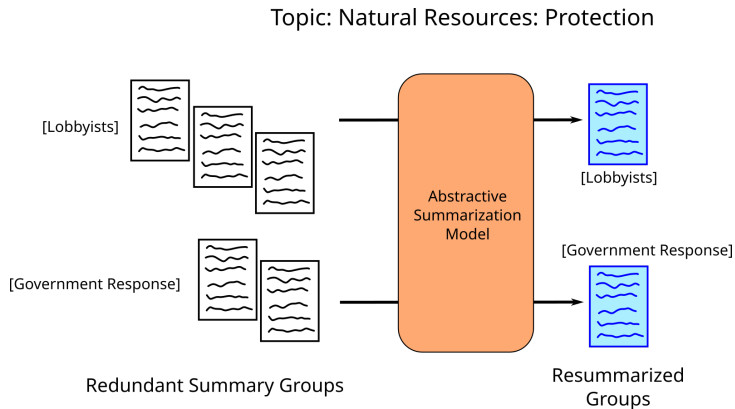 Topic: Natural Resources: Protection
[Lobbyists]
Abstractive
Summarization
Model
[Lobbyists]
[Government Response]
[Government Response]
Redundant Summary Groups
Resummarized
Groups